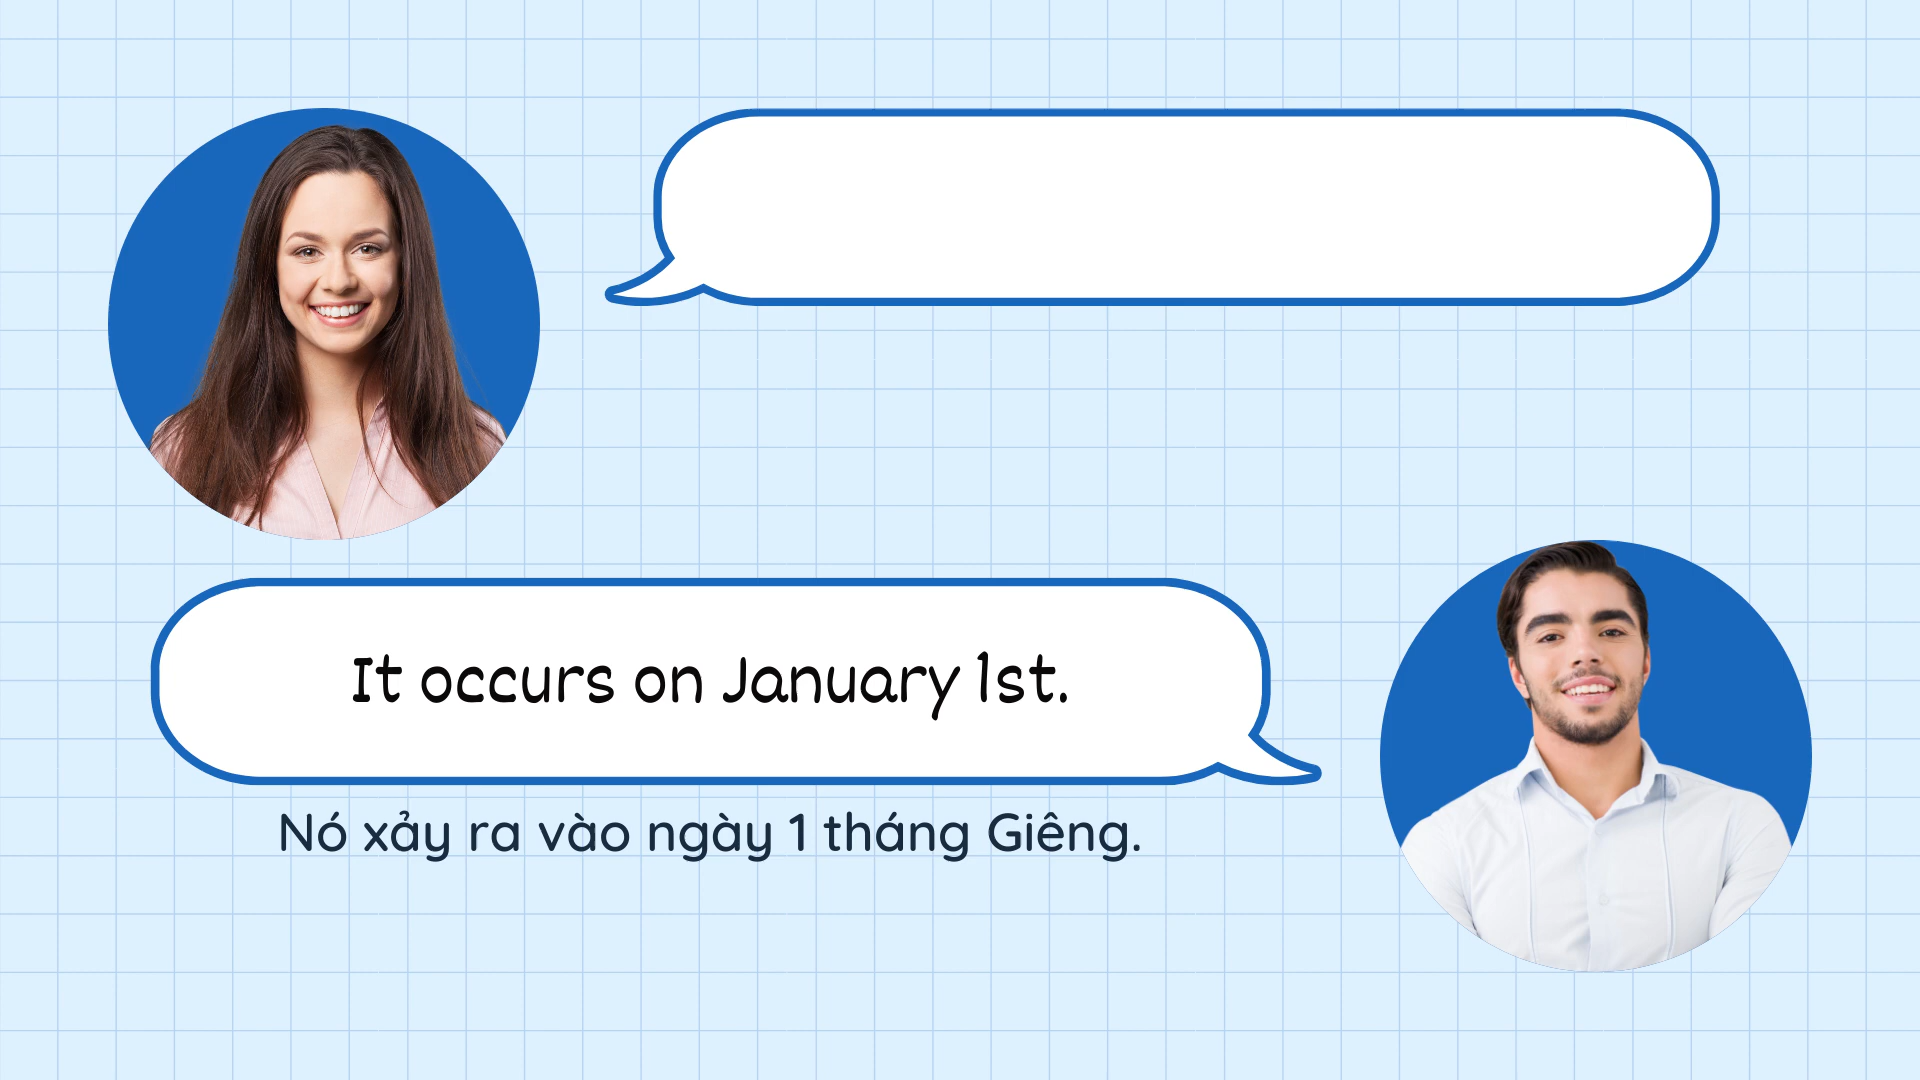 It occurs on January 1st.
Nó xảy ra vào ngày 1 tháng Giêng.